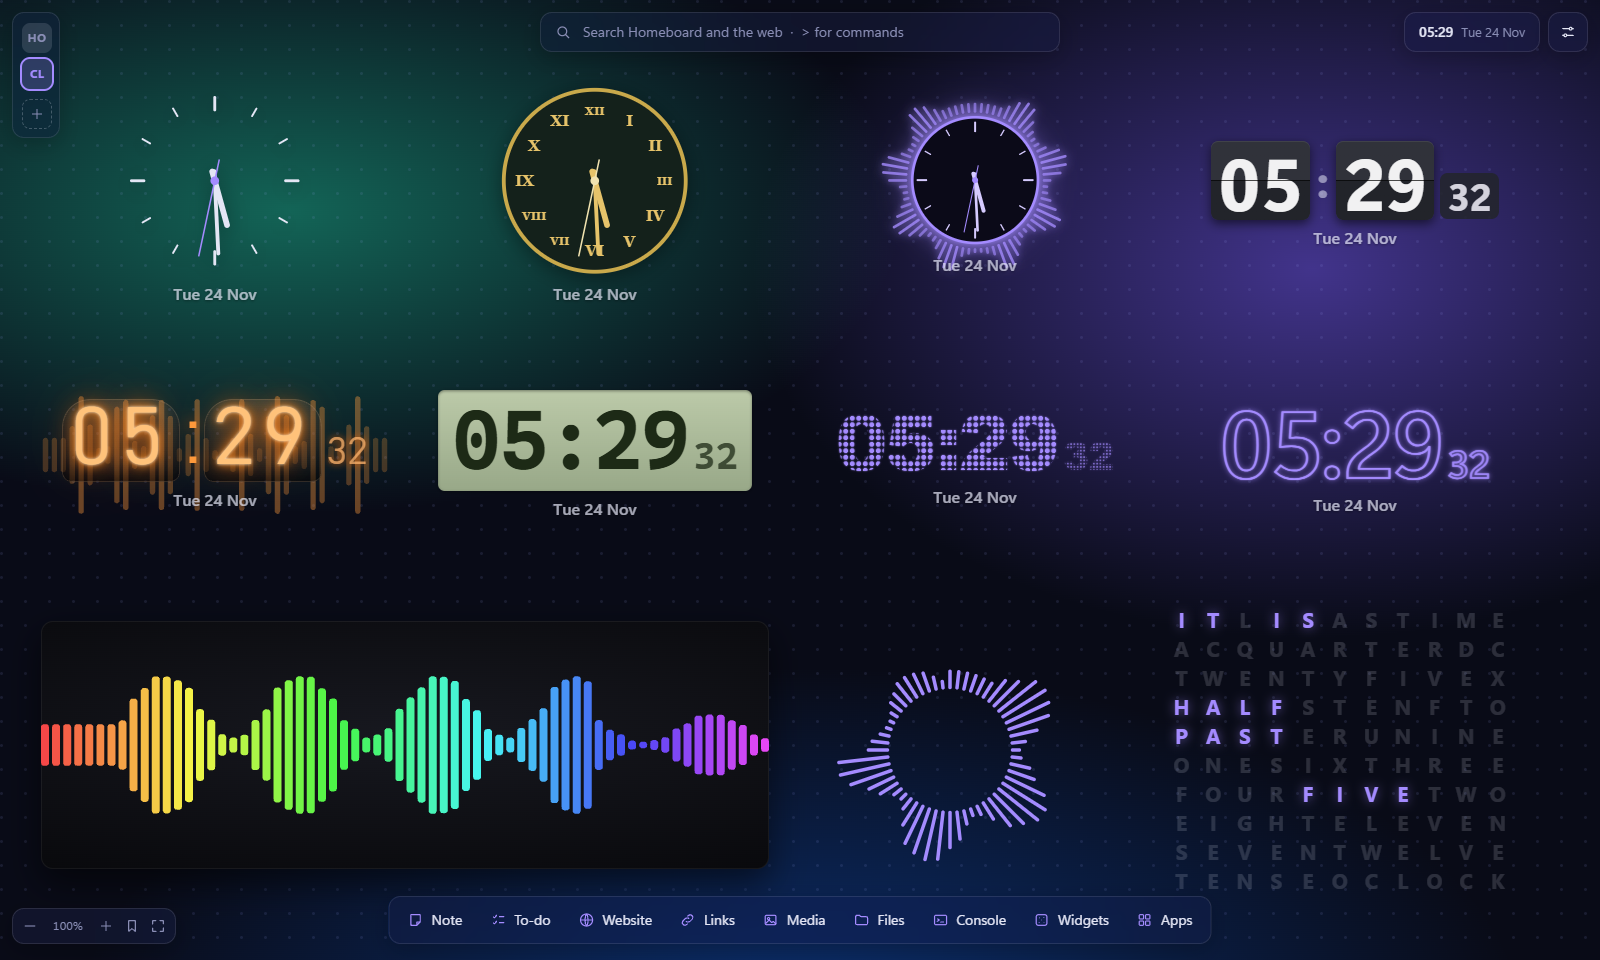 HO
Search Homeboard and the web · > for commands
05:29 Tue 24 Nov
CL
XII
XI I
X II
IX III
VIII IV
VII V
VI
05:29 32
Tue 24 Nov
Tue 24 Nov
Tue 24 Nov
Tue 24 Nov
05:29 32
05:29 32
05:29 32
05:29 32
Tue 24 Nov
Tue 24 Nov
Tue 24 Nov
Tue 24 Nov
I T L I S A S T I M E
A C Q U A R T E R D C
T W E N T Y F I V E X
H A L F S T E N F T O
P A S T E R U N I N E
O N E S I X T H R E E
F O U R F I V E T W O
E I G H T E L E V E N
S E V E N T W E L V E
T E N S E O C L O C K
100%
Note To-do Website Links Media Files Console Widgets Apps